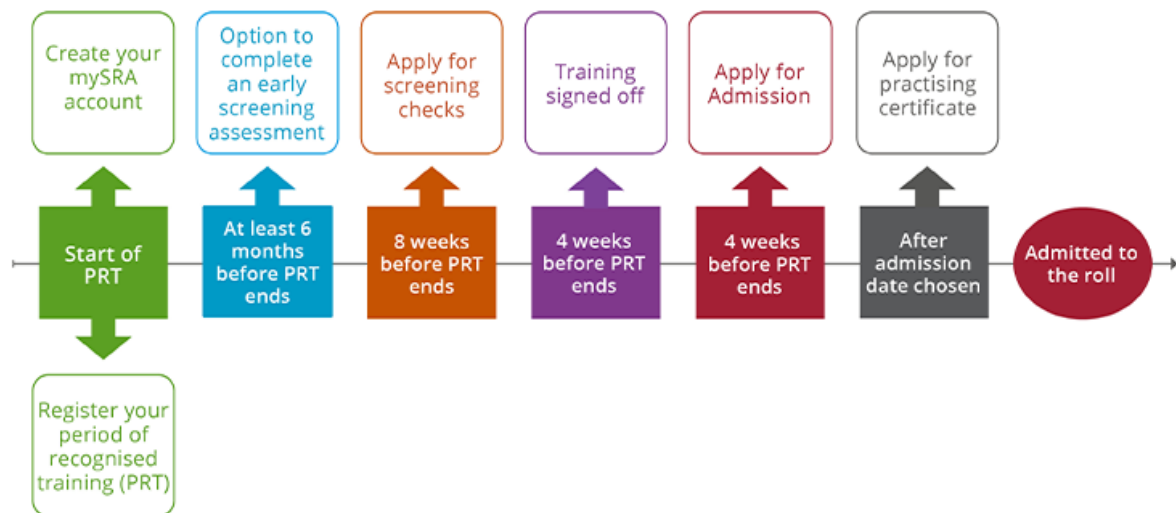 Create your
mySRA
account
Option to
complete
an early
screening
assessment
Apply for
screening
checks
Training
signed off
Apply for
Admission
Apply for
practising
certificate
Start of
PRT
At least 6
months
before PRT
ends
8 weeks
before PRT
ends
4 weeks
before PRT
ends
4 weeks
before PRT
ends
After
admission
date chosen
Admitted to
the roll
Register your
period of
recognised
training (PRT)